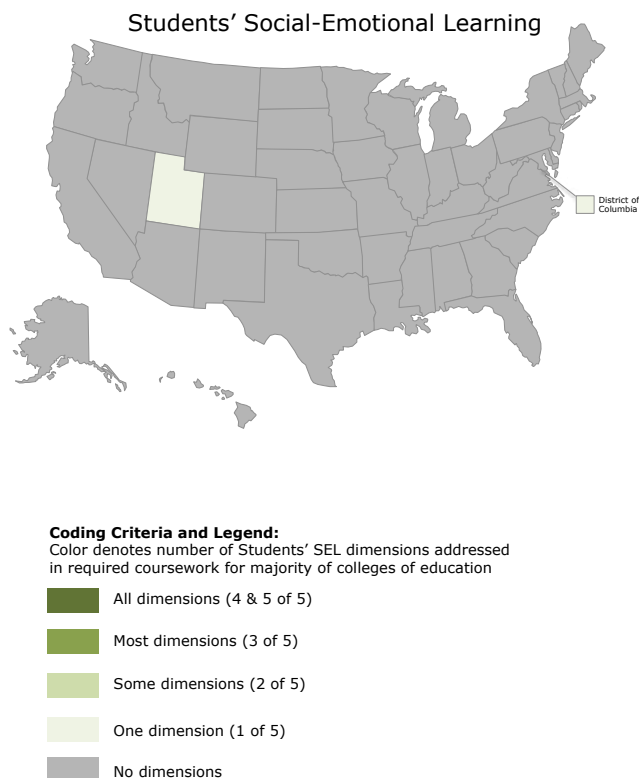 Students’ Social-Emotional Learning
District of
Columbia
Coding Criteria and Legend:
Color denotes number of Students’ SEL dimensions addressed
in required coursework for majority of colleges of education
All dimensions (4 & 5 of 5)
Most dimensions (3 of 5)
Some dimensions (2 of 5)
One dimension (1 of 5)
No dimensions